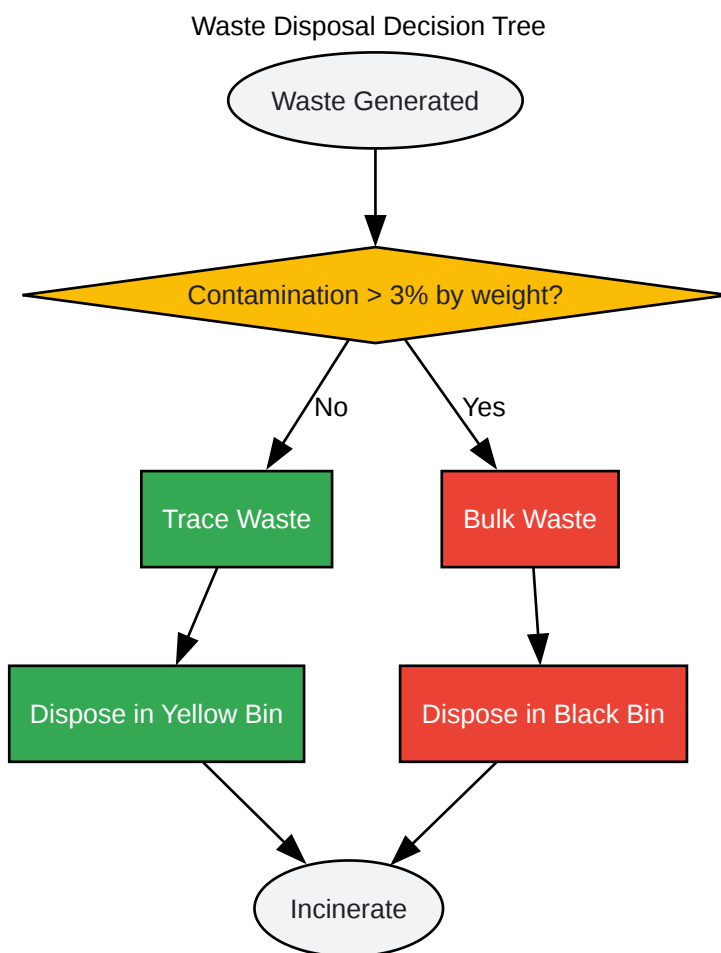 Waste Disposal Decision Tree
Waste Generated
Contamination > 3% by weight?
No
Yes
Trace Waste
Bulk Waste
Dispose in Yellow Bin
Dispose in Black Bin
Incinerate